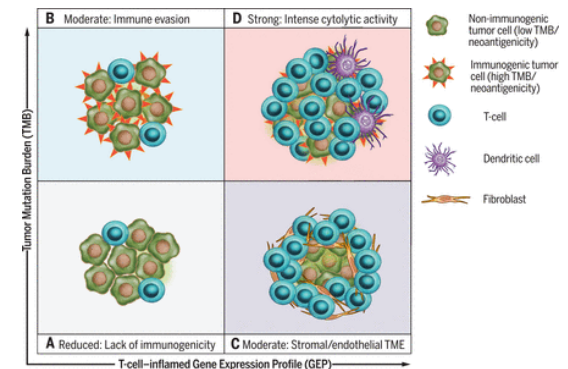 B Moderate: Immune evasion
D Strong: Intense cytolytic activity
Tumor Mutation Burden (TMB)
A Reduced: Lack of immunogenicity
C Moderate: Stromal/endothelial TME
T-cell–inflamed Gene Expression Profile (GEP)
Non-immunogenic
tumor cell (low TMB/
neoantigenicity)
Immunogenic tumor
cell (high TMB/
neoantigenicity)
T-cell
Dendritic cell
Fibroblast